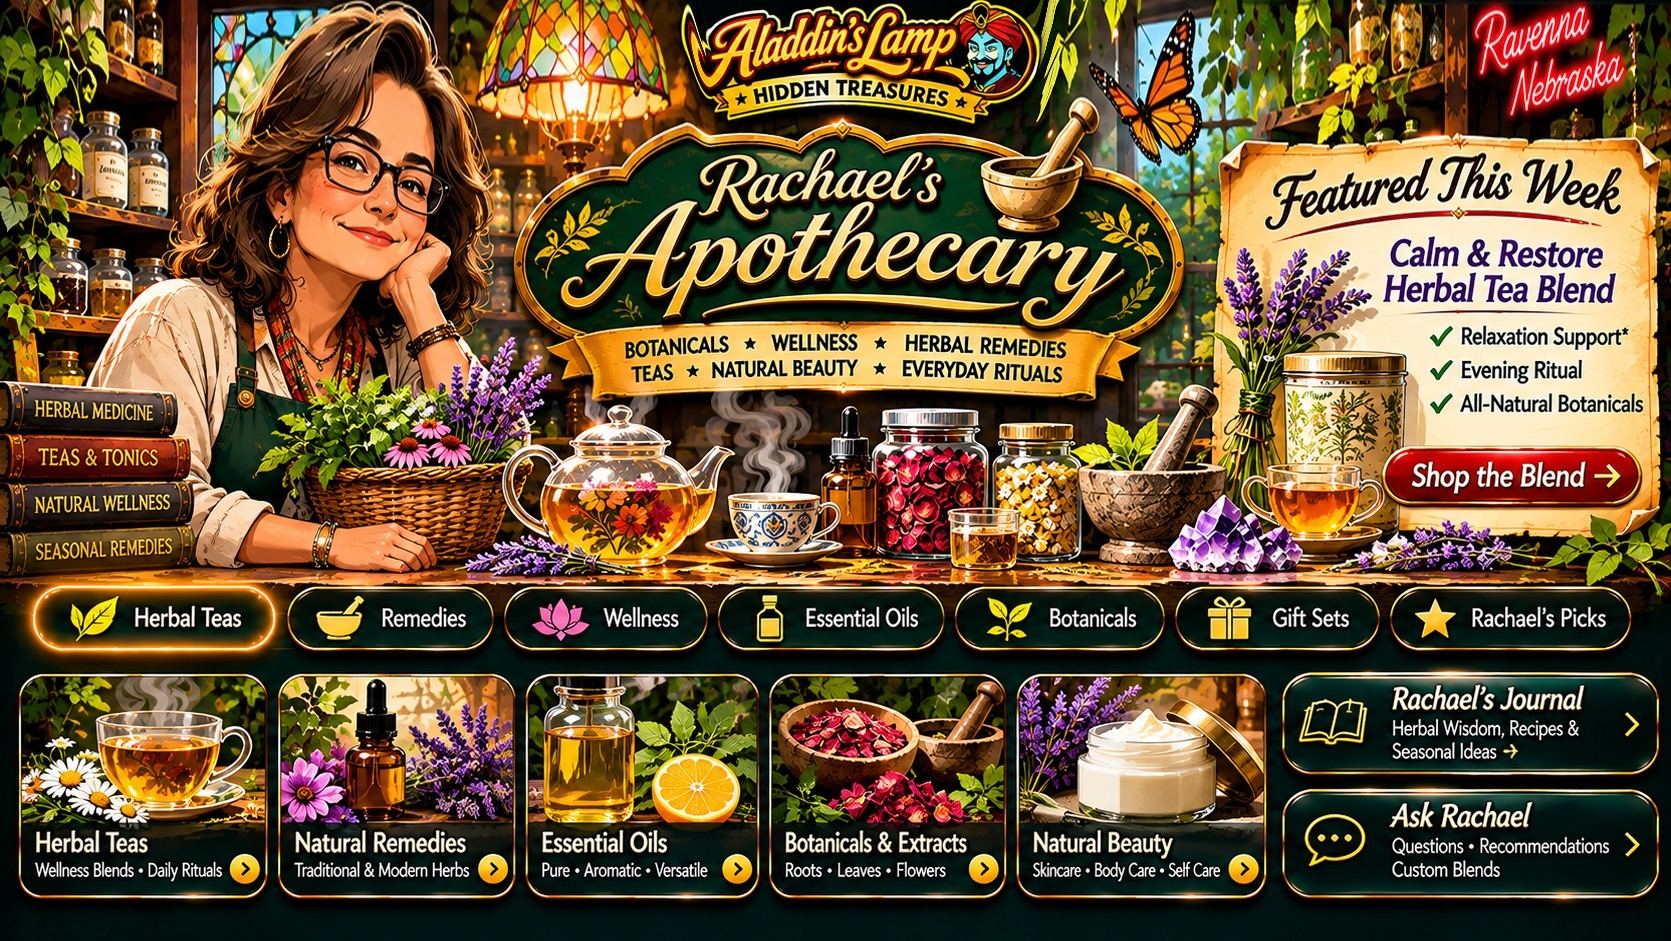 Aladdin's Lamp
HIDDEN TREASURES
Ravenna
Nebraska
Rachael's
Apothecary
BOTANICALS ★ WELLNESS ★ HERBAL REMEDIES
TEAS ★ NATURAL BEAUTY ★ EVERYDAY RITUALS
Featured This Week
Calm & Restore
Herbal Tea Blend
✓ Relaxation Support*
✓ Evening Ritual
✓ All-Natural Botanicals
Shop the Blend →
HERBAL MEDICINE
TEAS & TONICS
NATURAL WELLNESS
SEASONAL REMEDIES
Herbal Teas
Remedies
Wellness
Essential Oils
Botanicals
Gift Sets
Rachael's Picks
Herbal Teas
Wellness Blends • Daily Rituals
Natural Remedies
Traditional & Modern Herbs
Essential Oils
Pure • Aromatic • Versatile
Botanicals & Extracts
Roots • Leaves • Flowers
Natural Beauty
Skincare • Body Care • Self Care
Rachael's Journal
Herbal Wisdom, Recipes &
Seasonal Ideas →
Ask Rachael
Questions • Recommendations
Custom Blends